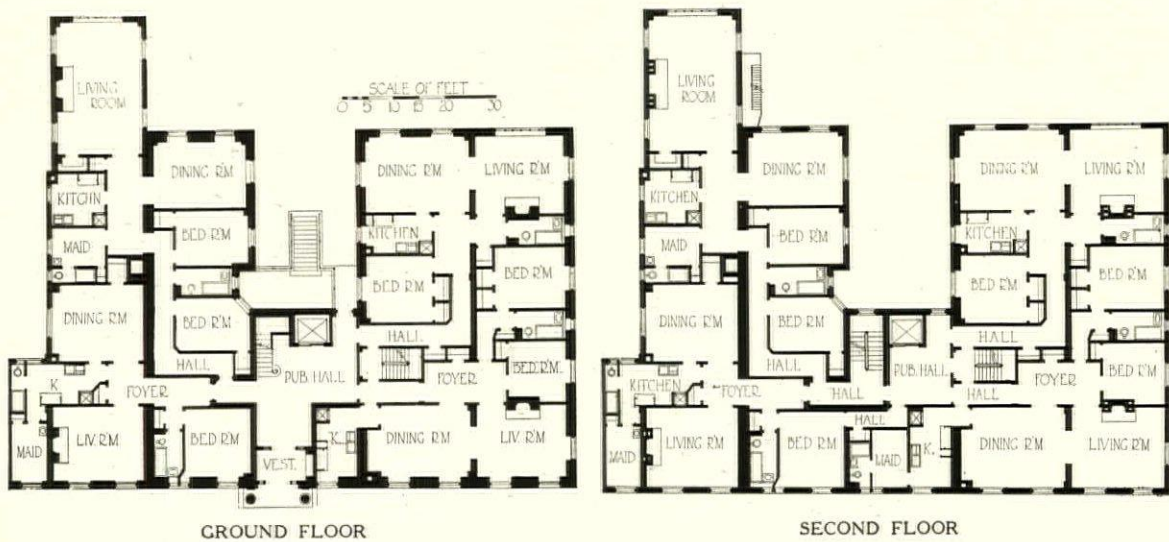 LIVING
ROOM
SCALE OF FEET
0 5 10 15 20 30
DINING R'M
DINING R'M
LIVING R'M
KITCH'N
BED R'M
KITCHEN
MAID
BED R'M
BED R'M
DINING R'M
BED R'M
HALL
HALL
PUB. HALL
FOYER
BED R'M.
K.
FOYER
MAID
LIV. R'M
BED R'M
VEST.
K.
DINING R'M
LIV. R'M
GROUND FLOOR
LIVING
ROOM
DINING R'M
DINING R'M
LIVING R'M
KITCHEN
BED R'M
KITCHEN
MAID
BED R'M
BED R'M
DINING R'M
BED R'M
HALL
HALL
PUB. HALL
FOYER
BED R'M
KITCHEN
FOYER
HALL
HALL
HALL
MAID
LIVING R'M
BED R'M
MAID
K.
DINING R'M
LIVING R'M
SECOND FLOOR